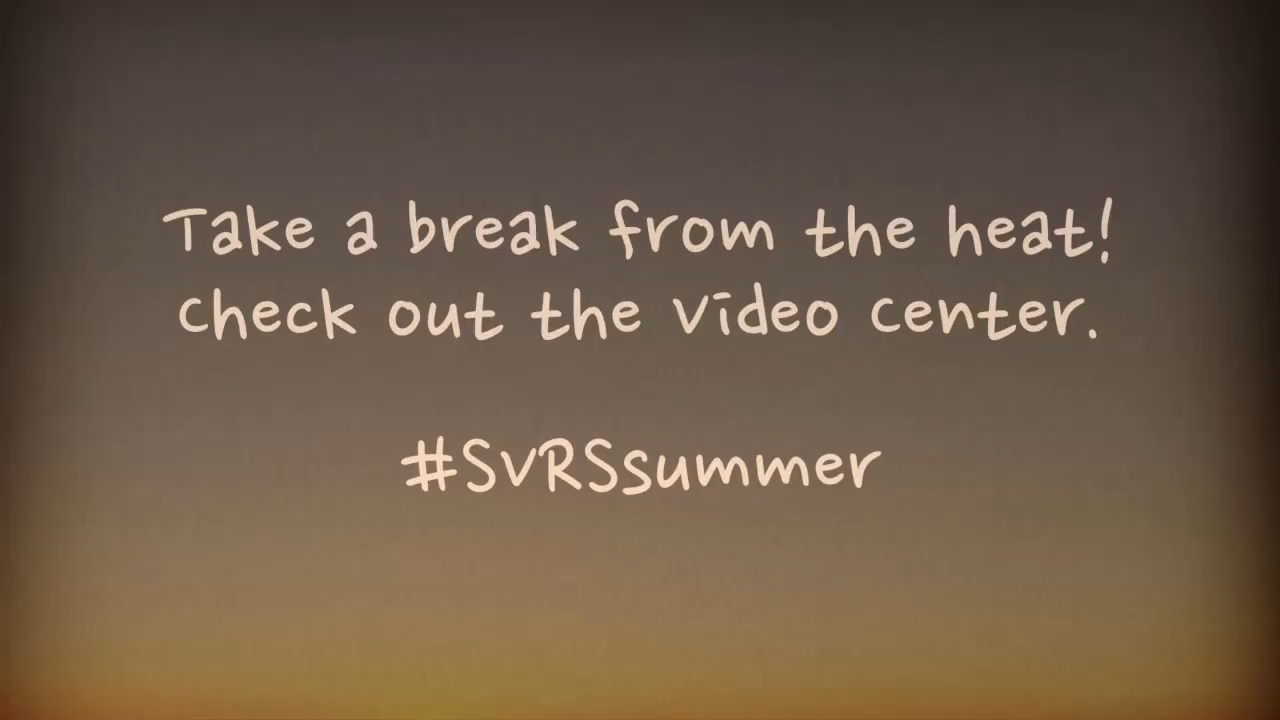 Take a break from the heat!
Check out the video center.
#SVRSsummer